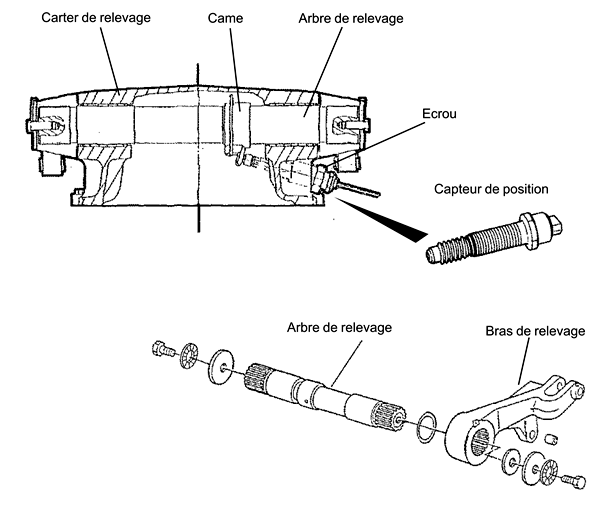 Carter de relevage
Came
Arbre de relevage
Ecrou
Capteur de position
Arbre de relevage
Bras de relevage